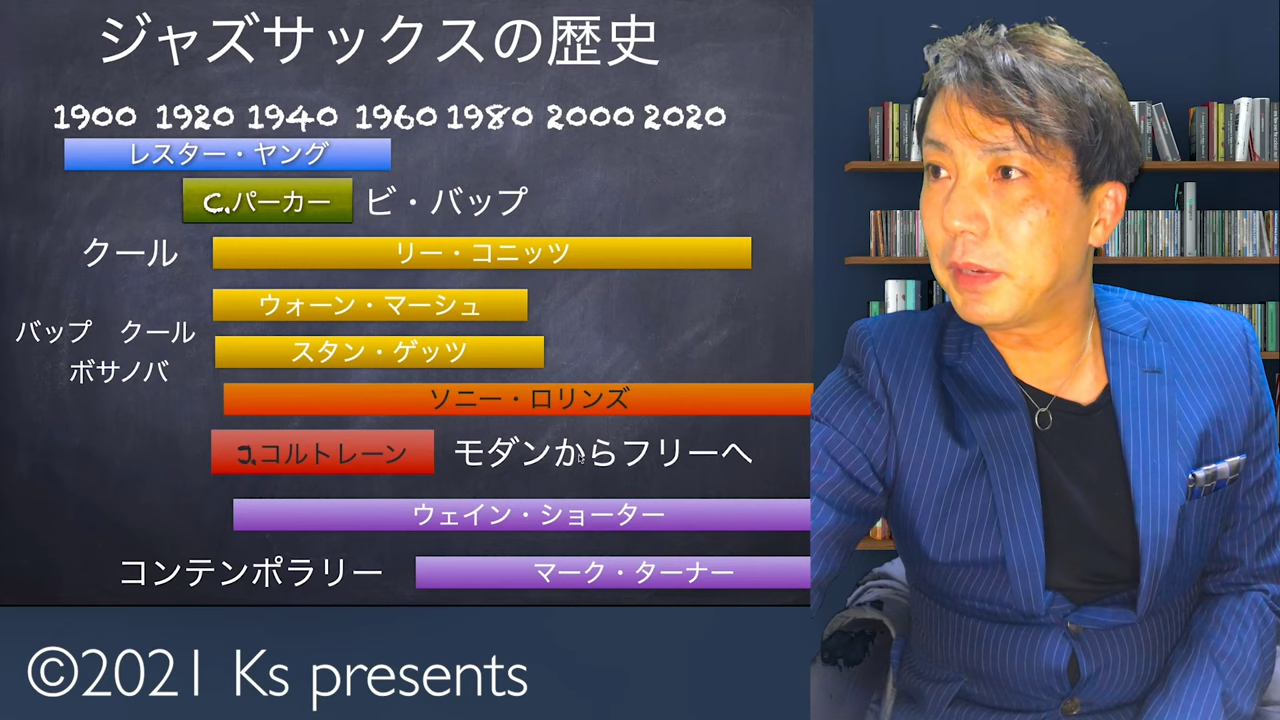 ジャズサックスの歴史
1900 1920 1940 1960 1980 2000 2020
レスター・ヤング
C.パーカー ビ・バップ
クール リー・コニッツ
ウォーン・マーシュ
バップ クール
ボサノバ
スタン・ゲッツ
ソニー・ロリンズ
J.コルトレーン モダンからフリーへ
ウェイン・ショーター
コンテンポラリー マーク・ターナー
©2021 Ks presents